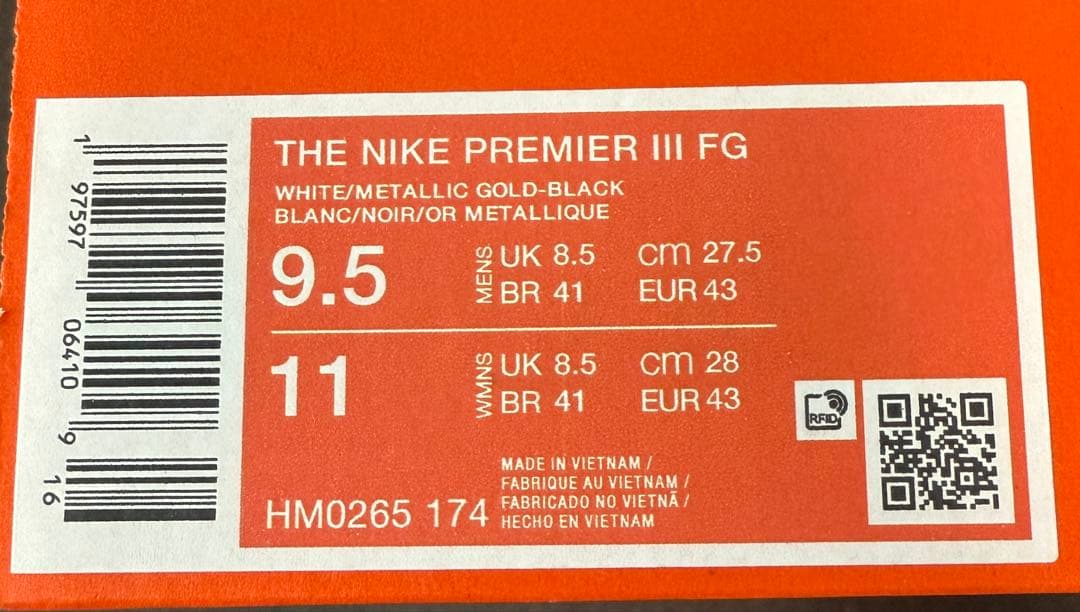 THE NIKE PREMIER III FG
WHITE/METALLIC GOLD-BLACK
BLANC/NOIR/OR METALLIQUE
9.5 MENS UK 8.5 cm 27.5
BR 41 EUR 43
11 WMNS UK 8.5 cm 28
BR 41 EUR 43
RFID
MADE IN VIETNAM /
FABRIQUE AU VIETNAM /
FABRICADO NO VIETNÃ /
HECHO EN VIETNAM
HM0265 174
1 97597 06410 9 16